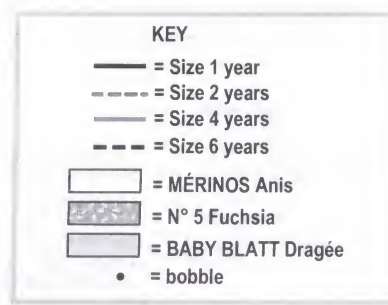 KEY
= Size 1 year
= Size 2 years
= Size 4 years
= Size 6 years
= MÉRINOS Anis
= N° 5 Fuchsia
= BABY BLATT Dragée
= bobble